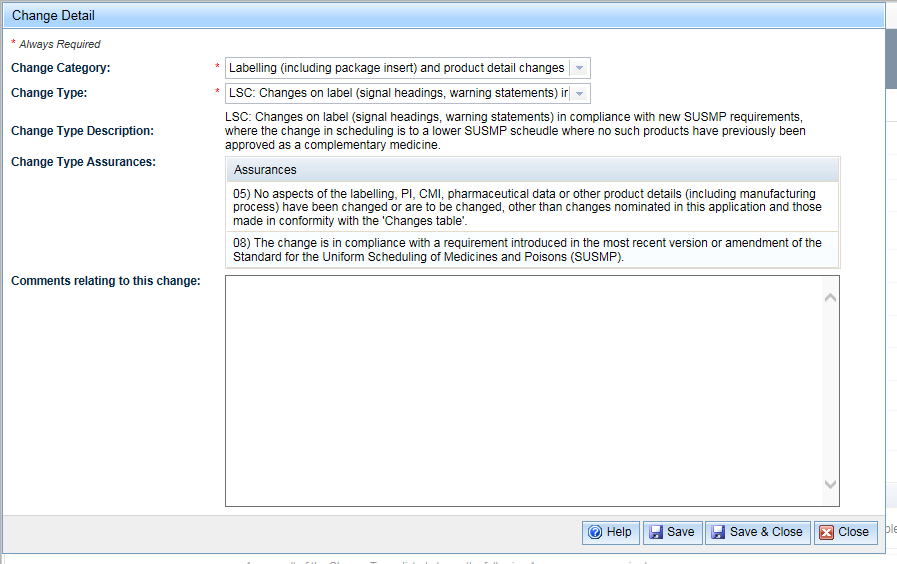 Change Detail
* Always Required
Change Category: * Labelling (including package insert) and product detail changes
Change Type: * LSC: Changes on label (signal headings, warning statements) ir
Change Type Description: LSC: Changes on label (signal headings, warning statements) in compliance with new SUSMP requirements,
where the change in scheduling is to a lower SUSMP scheudle where no such products have previously been
approved as a complementary medicine.
Change Type Assurances:
Assurances
05) No aspects of the labelling, PI, CMI, pharmaceutical data or other product details (including manufacturing
process) have been changed or are to be changed, other than changes nominated in this application and those
made in conformity with the 'Changes table'.
08) The change is in compliance with a requirement introduced in the most recent version or amendment of the
Standard for the Uniform Scheduling of Medicines and Poisons (SUSMP).
Comments relating to this change:
Help Save Save & Close Close